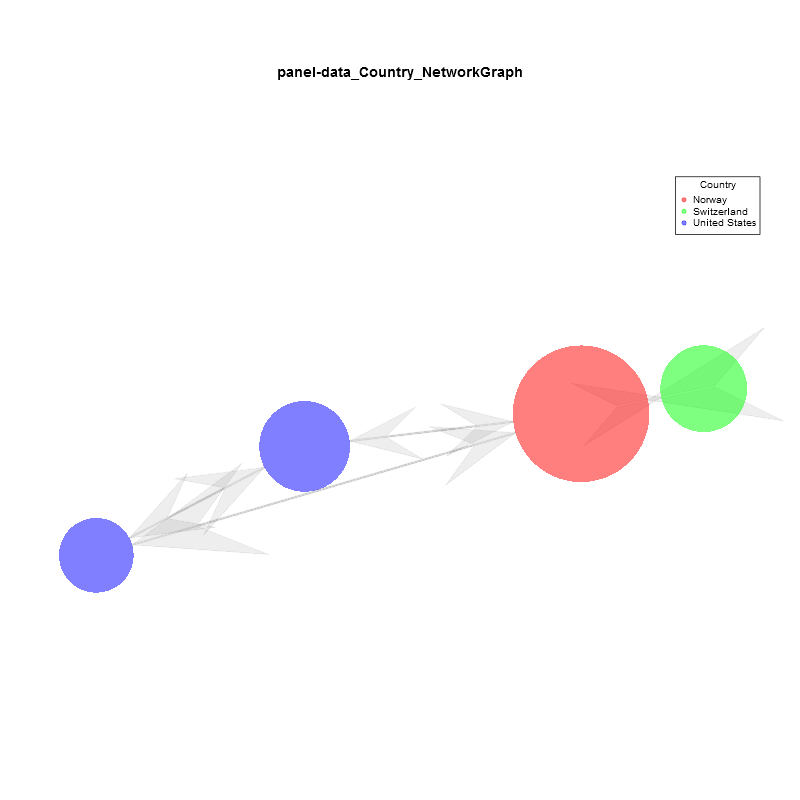 panel-data_Country_NetworkGraph
Country
Norway
Switzerland
United States